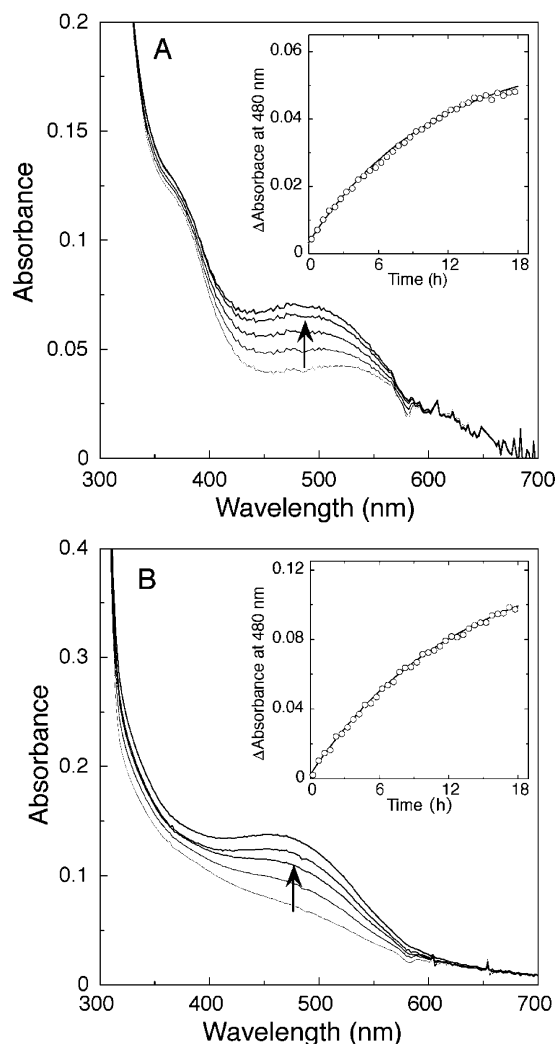 A
0.2
0.15
0.1
0.05
0
Absorbance
300 400 500 600 700
Wavelength (nm)
0.06
0.04
0.02
0
ΔAbsorbace at 480 nm
6 12 18
Time (h)
B
0.4
0.3
0.2
0.1
0
Absorbance
300 400 500 600 700
Wavelength (nm)
0.12
0.08
0.04
0
ΔAbsorbance at 480 nm
6 12 18
Time (h)